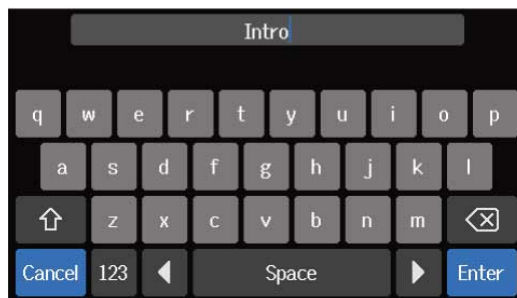 Intro
q w e r t y u i o p
a s d f g h j k l
z x c v b n m
Cancel 123 Space Enter